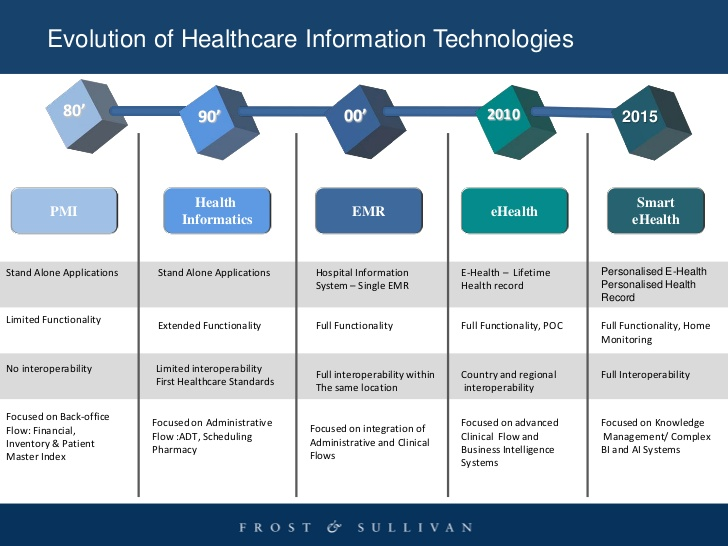 Evolution of Healthcare Information Technologies
80’
90’
00’
2010
2015
PMI
Health
Informatics
EMR
eHealth
Smart
eHealth
Stand Alone Applications
Stand Alone Applications
Hospital Information
System – Single EMR
E-Health – Lifetime
Health record
Personalised E-Health
Personalised Health
Record
Limited Functionality
Extended Functionality
Full Functionality
Full Functionality, POC
Full Functionality, Home
Monitoring
No interoperability
Limited interoperability
First Healthcare Standards
Full interoperability within
The same location
Country and regional
interoperability
Full Interoperability
Focused on Back-office
Flow: Financial,
Inventory & Patient
Master Index
Focused on Administrative
Flow :ADT, Scheduling
Pharmacy
Focused on integration of
Administrative and Clinical
Flows
Focused on advanced
Clinical Flow and
Business Intelligence
Systems
Focused on Knowledge
Management/ Complex
BI and AI Systems
FROST & SULLIVAN